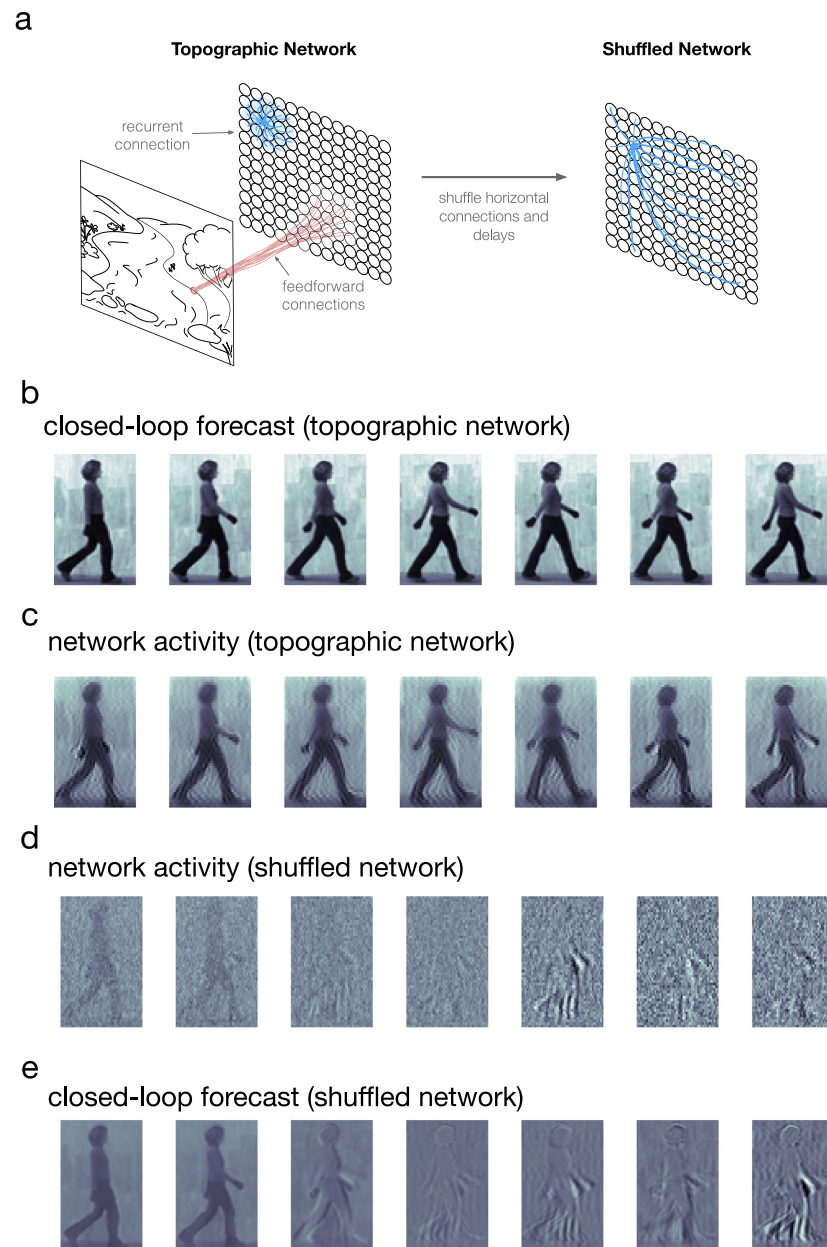 a
Topographic Network
Shuffled Network
recurrent
connection
shuffle horizontal
connections and
delays
feedforward
connections
b
closed-loop forecast (topographic network)
c
network activity (topographic network)
d
network activity (shuffled network)
e
closed-loop forecast (shuffled network)